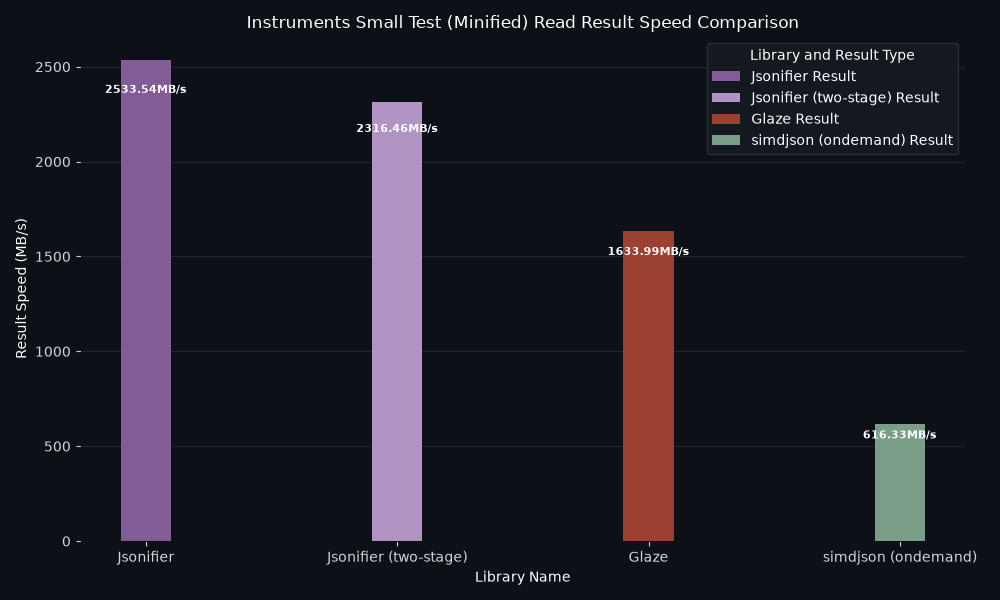 Instruments Small Test (Minified) Read Result Speed Comparison
Library and Result Type
Jsonifier Result
Jsonifier (two-stage) Result
Glaze Result
simdjson (ondemand) Result
Result Speed (MB/s)
2500
2000
1500
1000
500
0
2533.54MB/s
2316.46MB/s
1633.99MB/s
616.33MB/s
Jsonifier
Jsonifier (two-stage)
Glaze
simdjson (ondemand)
Library Name